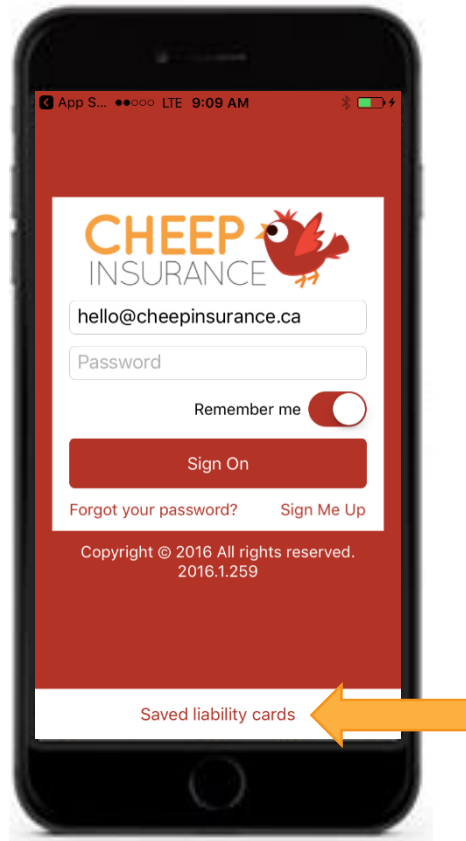 App S... LTE 9:09 AM
CHEEP
INSURANCE
hello@cheepinsurance.ca
Password
Remember me
Sign On
Forgot your password? Sign Me Up
Copyright © 2016 All rights reserved.
2016.1.259
Saved liability cards